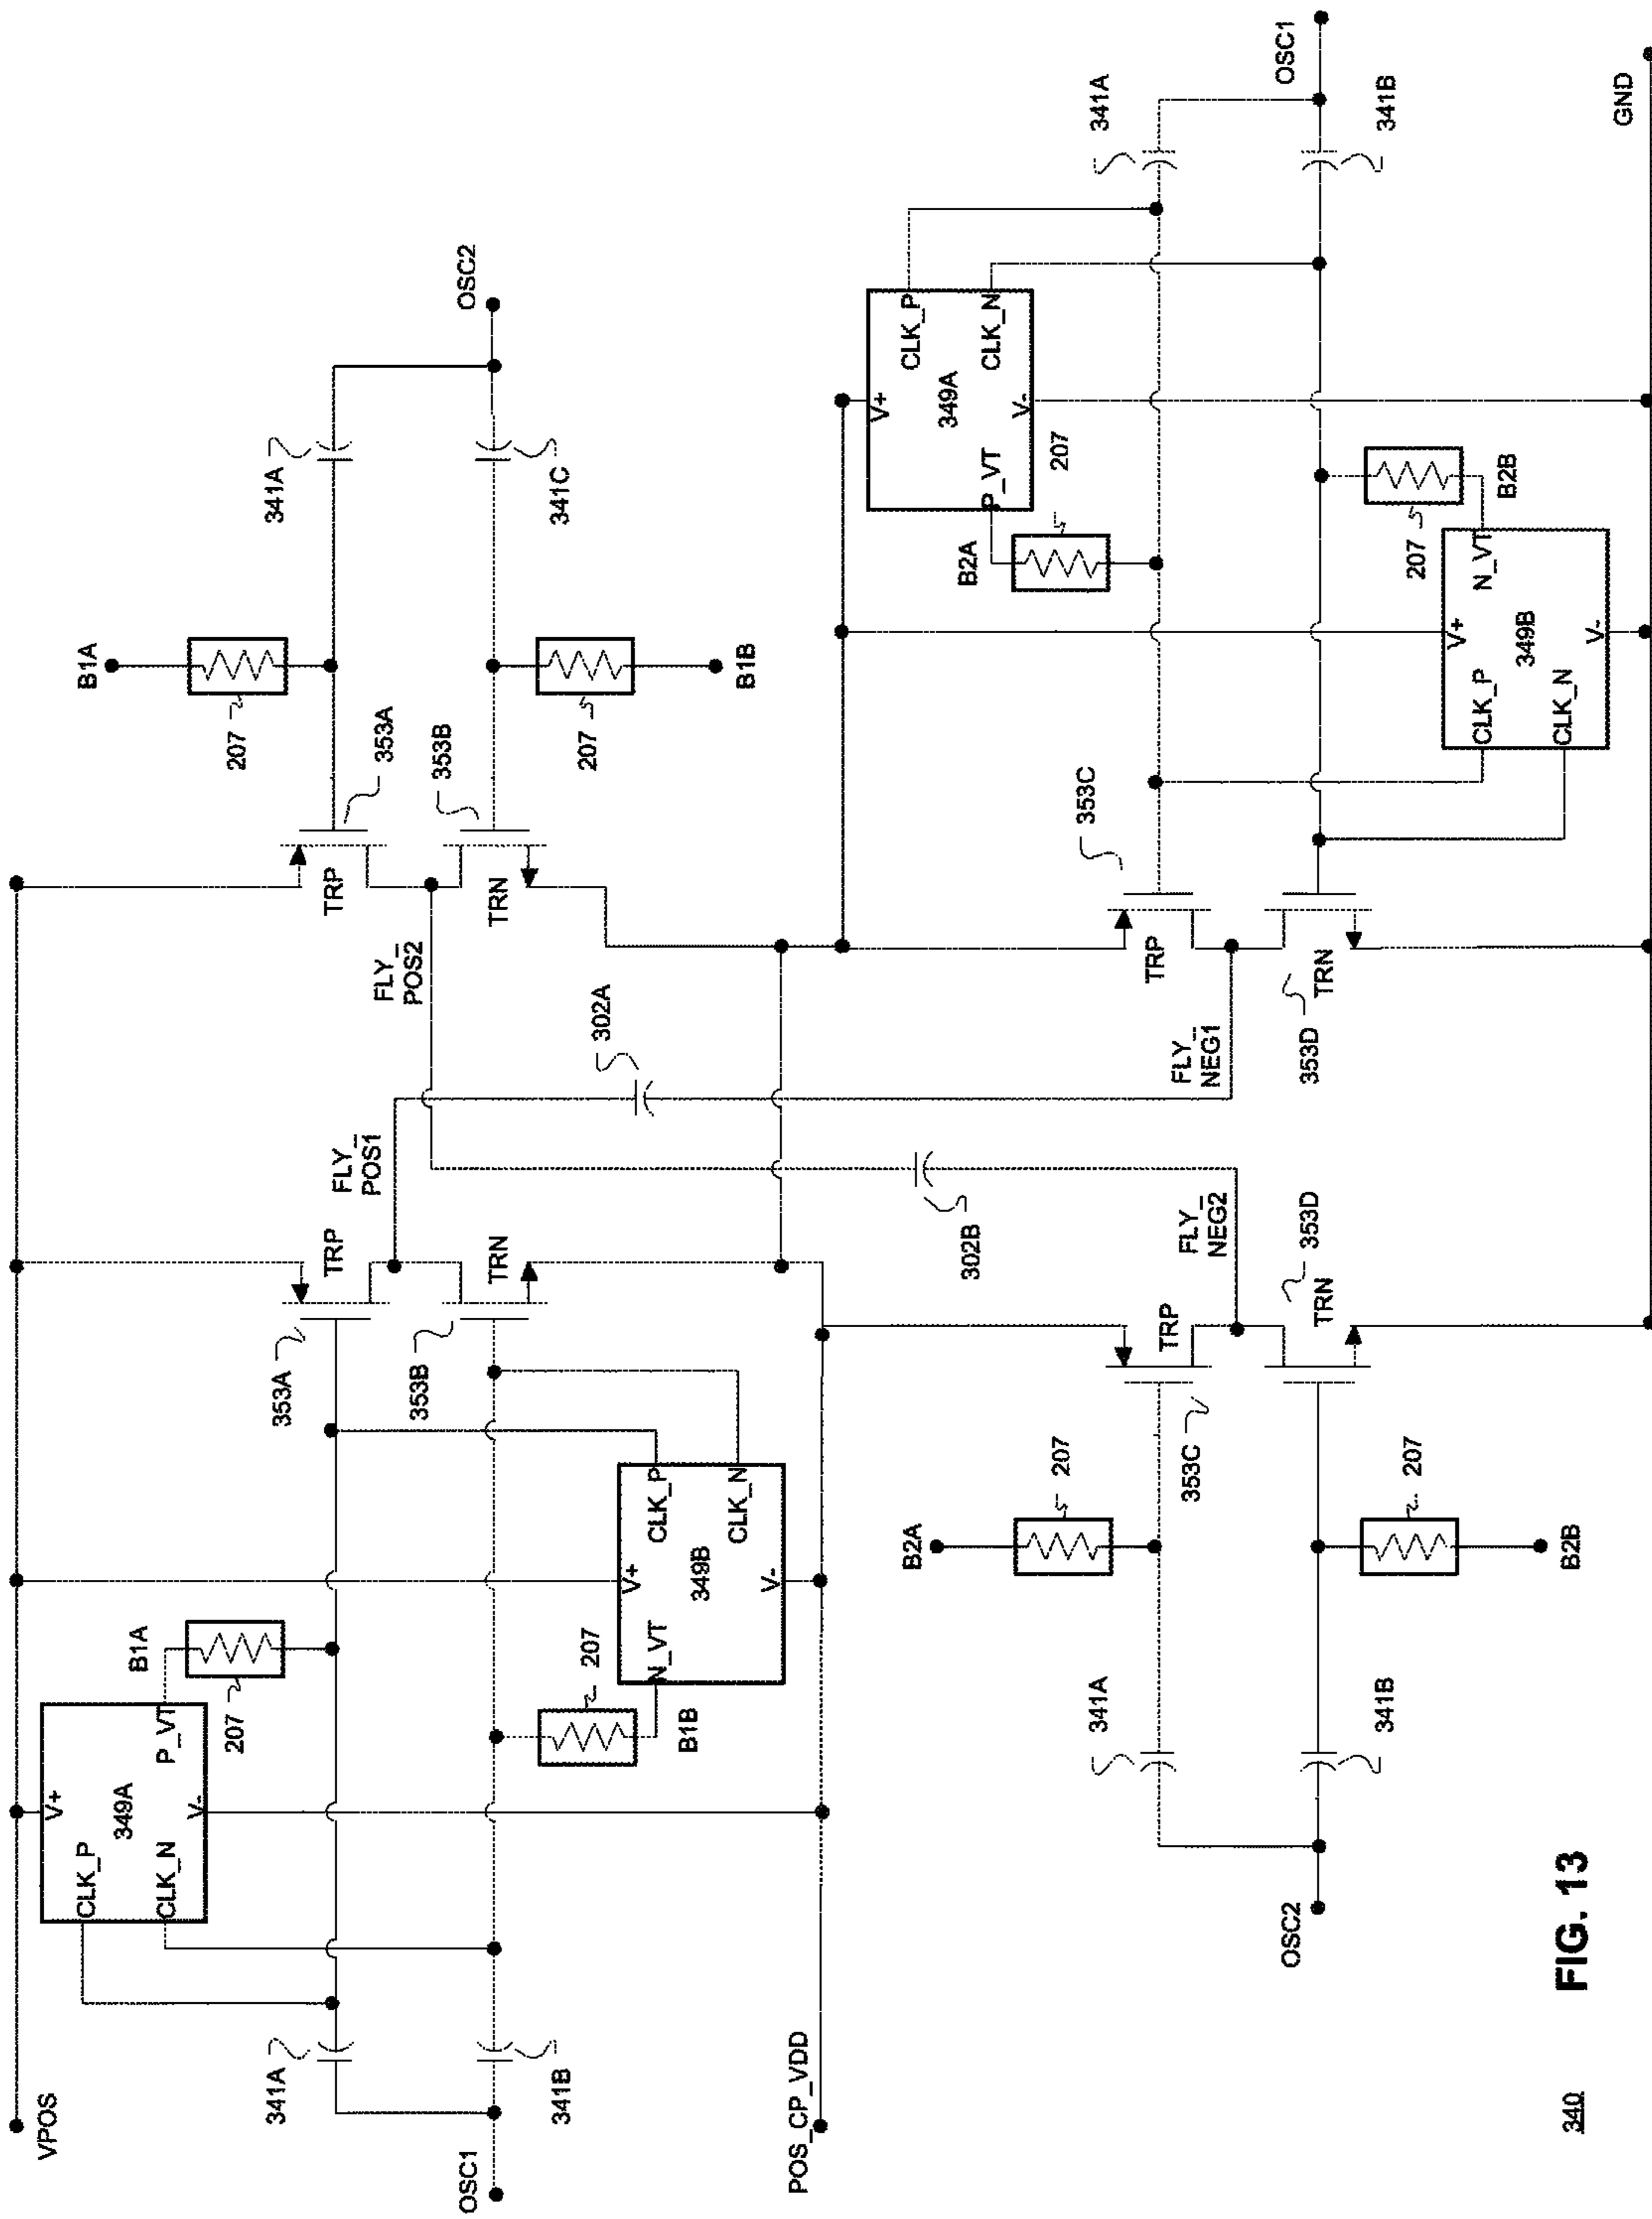 VPOS
V+
349A
CLK_P
CLK_N
V-
P_VT
B1A
207
341A
341B
OSC1
207
N_VT
B1B
V+
349B
V-
CLK_P
CLK_N
353A
353B
TRP
TRN
FLY_
POS1
POS_CP_VDD
B1A
207
353A
353B
TRP
TRN
FLY_
POS2
207
B1B
341A
341C
OSC2
302A
302B
OSC2
341A
341B
B2A
207
207
B2B
353C
TRP
TRN
353D
FLY_
NEG2
FLY_
NEG1
353C
TRP
TRN
353D
V+
349A
P_VT
V-
CLK_P
CLK_N
B2A
207
341A
341B
OSC1
CLK_P
CLK_N
V+
349B
V-
N_VT
207
B2B
GND
340
FIG. 13